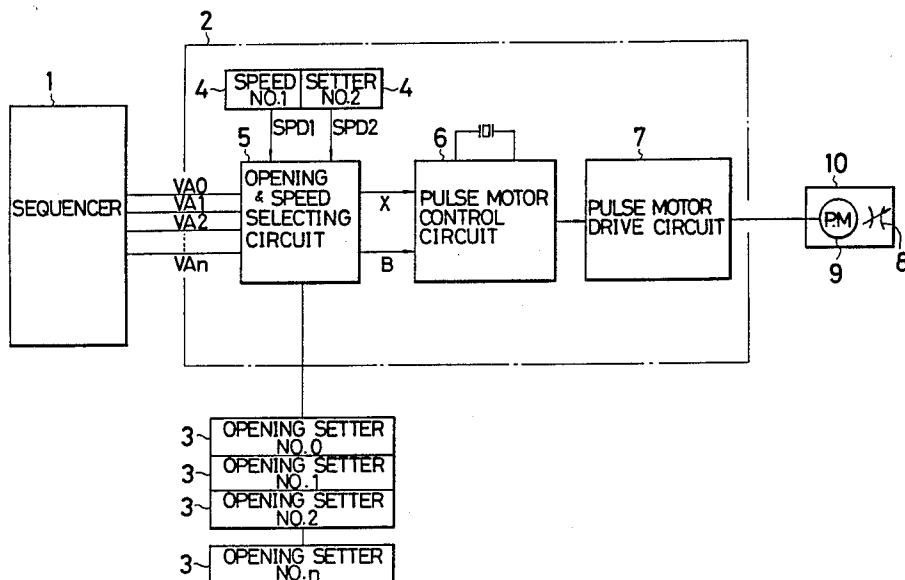 2
1
4 SPEED NO.1 SETTER NO.2 4
SPD1 SPD2
5 6 7
10
SEQUENCER
VA0
VA1
VA2
VAn
OPENING
& SPEED
SELECTING
CIRCUIT
X
B
PULSE MOTOR
CONTROL
CIRCUIT
PULSE MOTOR
DRIVE CIRCUIT
P.M
9
8
3 OPENING SETTER
NO.0
3 OPENING SETTER
NO.1
3 OPENING SETTER
NO.2
3 OPENING SETTER
NO.n